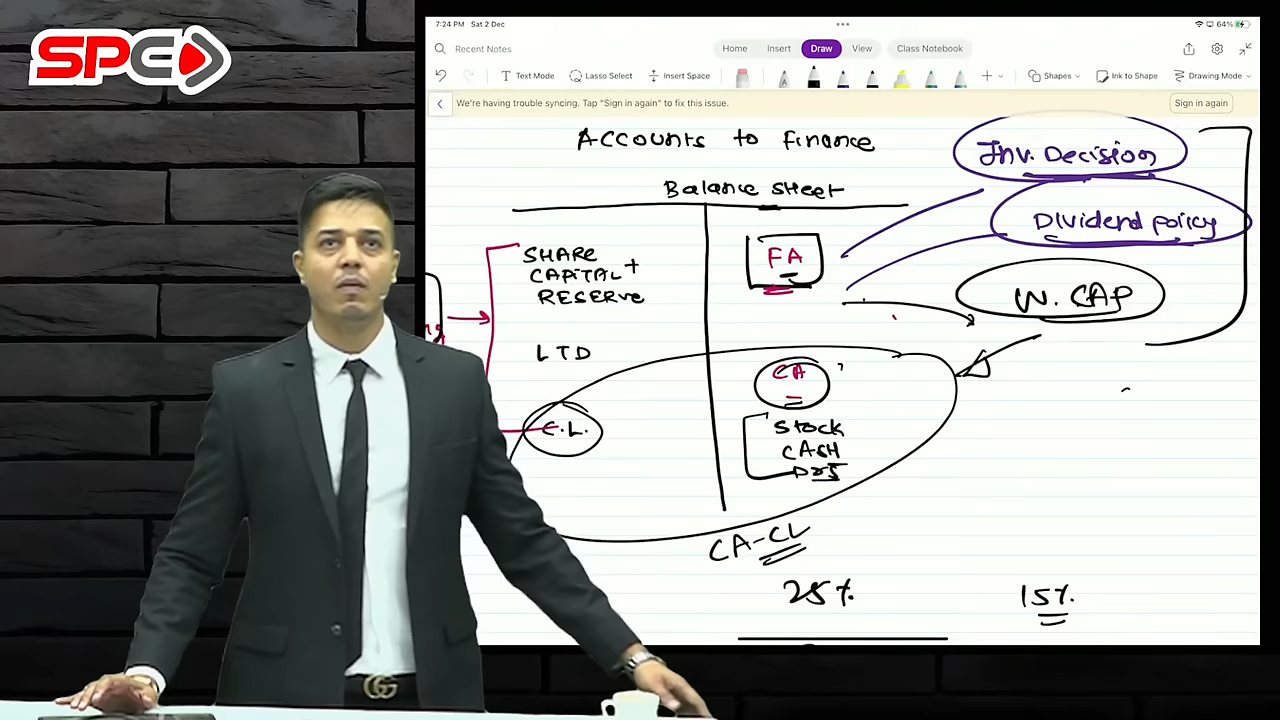 SPC
7:24 PM Sat 2 Dec
64%
Recent Notes
Home Insert Draw View Class Notebook
Text Mode Lasso Select Insert Space Shapes Ink to Shape Drawing Mode
We're having trouble syncing. Tap "Sign in again" to fix this issue.
Sign in again
Accounts to Finance
Inv. Decision
Balance sheet
Dividend policy
SHARE CAPITAL + RESERVE
FA
W. CAP
LTD
CA
C.L.
Stock
CASH
CA-CL
25%
15%